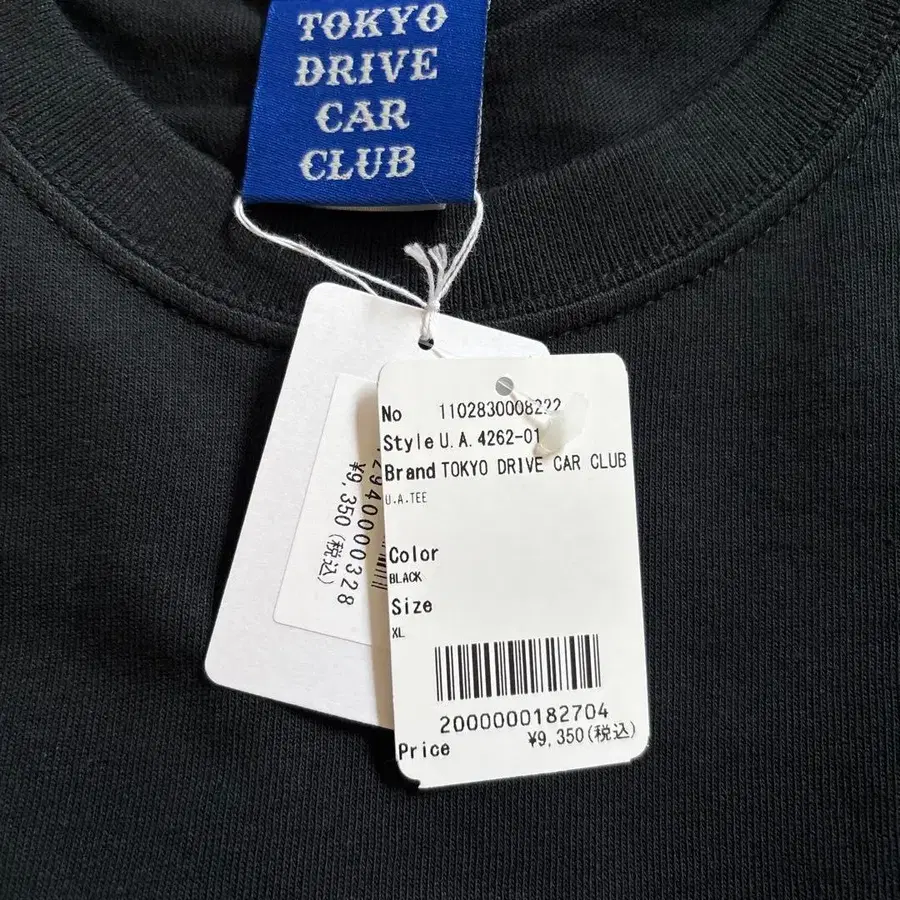 TOKYO
DRIVE
CAR
CLUB
No 1102830008222
Style U.A.4262-01
Brand TOKYO DRIVE CAR CLUB
U.A.TEE
Color
BLACK
Size
XL
2000000182704
Price ¥9,350(税込)
2940000328
¥9,350(税込)